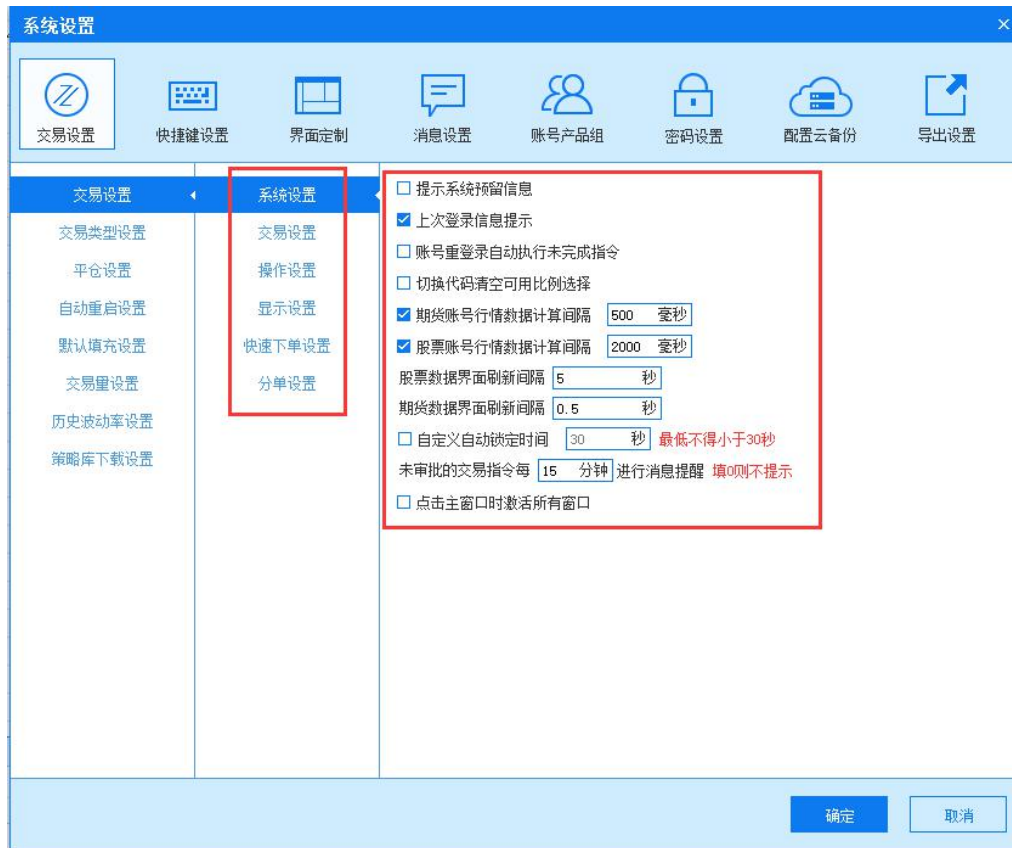 系统设置
交易设置 快捷键设置 界面定制 消息设置 账号产品组 密码设置 配置云备份 导出设置
交易设置
交易类型设置
平仓设置
自动重启设置
默认填充设置
交易量设置
历史波动率设置
策略库下载设置
系统设置
交易设置
操作设置
显示设置
快速下单设置
分单设置
提示系统预留信息
上次登录信息提示
账号重登录自动执行未完成指令
切换代码清空可用比例选择
期货账号行情数据计算间隔 500 毫秒
股票账号行情数据计算间隔 2000 毫秒
股票数据界面刷新间隔 5 秒
期货数据界面刷新间隔 0.5 秒
自定义自动锁定时间 30 秒 最低不得小于30秒
未审批的交易指令每 15 分钟 进行消息提醒 填0则不提示
点击主窗口时激活所有窗口
确定 取消